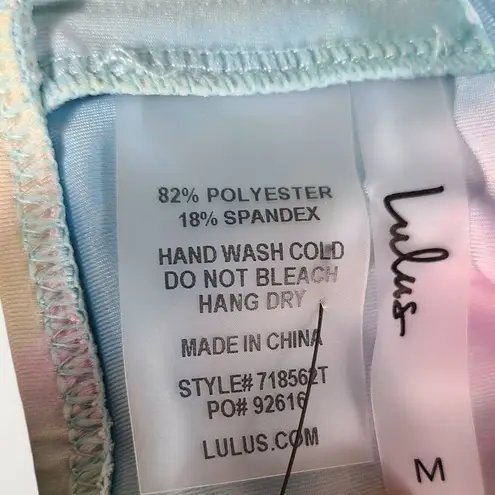 82% POLYESTER
18% SPANDEX
HAND WASH COLD
DO NOT BLEACH
HANG DRY
MADE IN CHINA
STYLE# 718562T
PO# 92616
LULUS.COM
Lulus
M